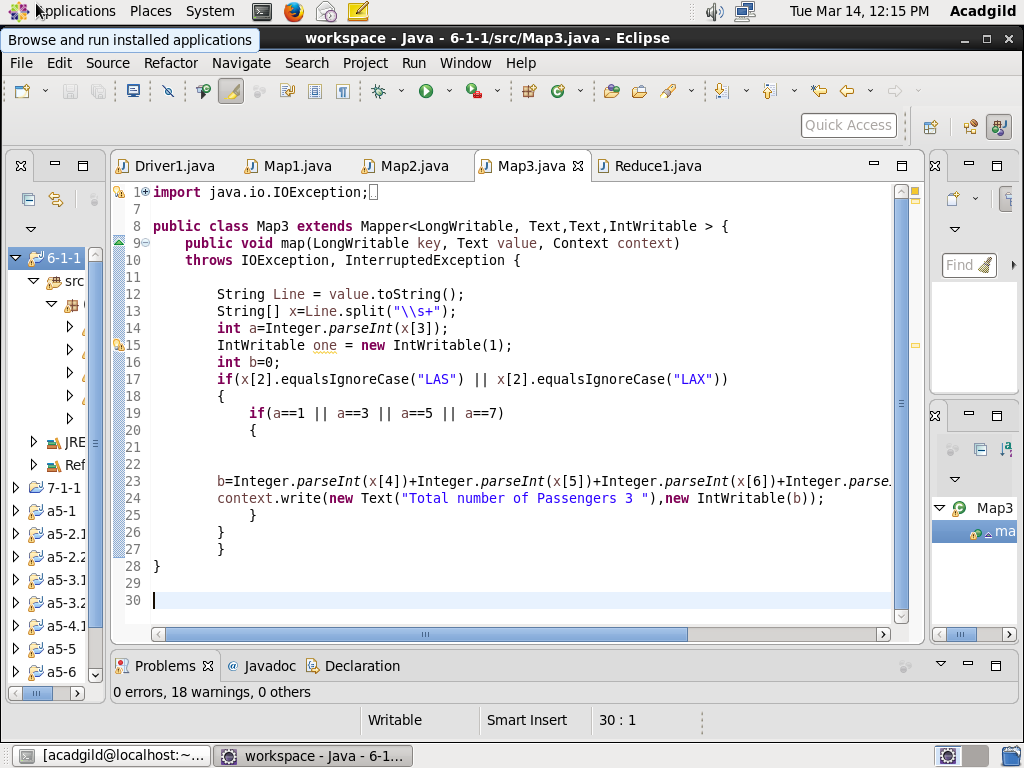 Applications Places System Tue Mar 14, 12:15 PM Acadgild
Browse and run installed applications
workspace - Java - 6-1-1/src/Map3.java - Eclipse
File Edit Source Refactor Navigate Search Project Run Window Help
Quick Access
Driver1.java Map1.java Map2.java Map3.java Reduce1.java
1 import java.io.IOException;
7
8 public class Map3 extends Mapper<LongWritable, Text,Text,IntWritable > {
9 public void map(LongWritable key, Text value, Context context)
10 throws IOException, InterruptedException {
11
12 String Line = value.toString();
13 String[] x=Line.split("\\s+");
14 int a=Integer.parseInt(x[3]);
15 IntWritable one = new IntWritable(1);
16 int b=0;
17 if(x[2].equalsIgnoreCase("LAS") || x[2].equalsIgnoreCase("LAX"))
18 {
19 if(a==1 || a==3 || a==5 || a==7)
20 {
21
22
23 b=Integer.parseInt(x[4])+Integer.parseInt(x[5])+Integer.parseInt(x[6])+Integer.parse
24 context.write(new Text("Total number of Passengers 3 "),new IntWritable(b));
25 }
26 }
27 }
28 }
29
30
6-1-1
src
JRE
Ref
7-1-1
a5-1
a5-2.1
a5-2.2
a5-3.1
a5-3.2
a5-4.1
a5-5
a5-6
Find
Map3
ma
Problems Javadoc Declaration
0 errors, 18 warnings, 0 others
Writable Smart Insert 30 : 1
[acadgild@localhost:~... workspace - Java - 6-1...